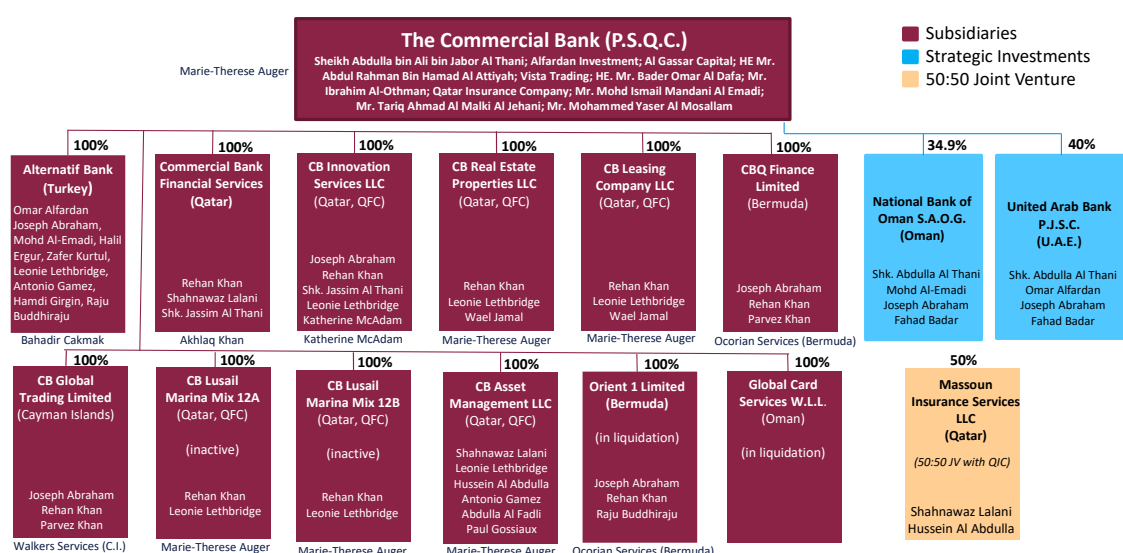 The Commercial Bank (P.S.Q.C.)
Sheikh Abdulla bin Ali bin Jabor Al Thani; Alfardan Investment; Al Gassar Capital; HE Mr.
Abdul Rahman Bin Hamad Al Attiyah; Vista Trading; HE. Mr. Bader Omar Al Dafa; Mr.
Ibrahim Al-Othman; Qatar Insurance Company; Mr. Mohd Ismail Mandani Al Emadi;
Mr. Tariq Ahmad Al Malki Al Jehani; Mr. Mohammed Yaser Al Mosallam
Marie-Therese Auger
Subsidiaries
Strategic Investments
50:50 Joint Venture
100%
Alternatif Bank
(Turkey)
Omar Alfardan
Joseph Abraham,
Mohd Al-Emadi, Halil
Ergur, Zafer Kurtul,
Leonie Lethbridge,
Antonio Gamez,
Hamdi Girgin, Raju
Buddhiraju
Bahadir Cakmak
100%
Commercial Bank
Financial Services
(Qatar)
Rehan Khan
Shahnawaz Lalani
Shk. Jassim Al Thani
Akhlaq Khan
100%
CB Innovation
Services LLC
(Qatar, QFC)
Joseph Abraham
Rehan Khan
Shk. Jassim Al Thani
Leonie Lethbridge
Katherine McAdam
Katherine McAdam
100%
CB Real Estate
Properties LLC
(Qatar, QFC)
Rehan Khan
Leonie Lethbridge
Wael Jamal
Marie-Therese Auger
100%
CB Leasing
Company LLC
(Qatar, QFC)
Rehan Khan
Leonie Lethbridge
Wael Jamal
Marie-Therese Auger
100%
CBQ Finance
Limited
(Bermuda)
Joseph Abraham
Rehan Khan
Parvez Khan
Ocorian Services (Bermuda)
34.9%
National Bank of
Oman S.A.O.G.
(Oman)
Shk. Abdulla Al Thani
Mohd Al-Emadi
Joseph Abraham
Fahad Badar
40%
United Arab Bank
P.J.S.C.
(U.A.E.)
Shk. Abdulla Al Thani
Omar Alfardan
Joseph Abraham
Fahad Badar
100%
CB Global
Trading Limited
(Cayman Islands)
Joseph Abraham
Rehan Khan
Parvez Khan
Walkers Services (C.I.)
100%
CB Lusail
Marina Mix 12A
(Qatar, QFC)
(inactive)
Rehan Khan
Leonie Lethbridge
Marie-Therese Auger
100%
CB Lusail
Marina Mix 12B
(Qatar, QFC)
(inactive)
Rehan Khan
Leonie Lethbridge
Marie-Therese Auger
100%
CB Asset
Management LLC
(Qatar, QFC)
Shahnawaz Lalani
Leonie Lethbridge
Hussein Al Abdulla
Antonio Gamez
Abdulla Al Fadli
Paul Gossiaux
Marie-Therese Auger
100%
Orient 1 Limited
(Bermuda)
(in liquidation)
Joseph Abraham
Rehan Khan
Raju Buddhiraju
Ocorian Services (Bermuda)
100%
Global Card
Services W.L.L.
(Oman)
(in liquidation)
50%
Massoun
Insurance Services
LLC
(Qatar)
(50:50 JV with QIC)
Shahnawaz Lalani
Hussein Al Abdulla